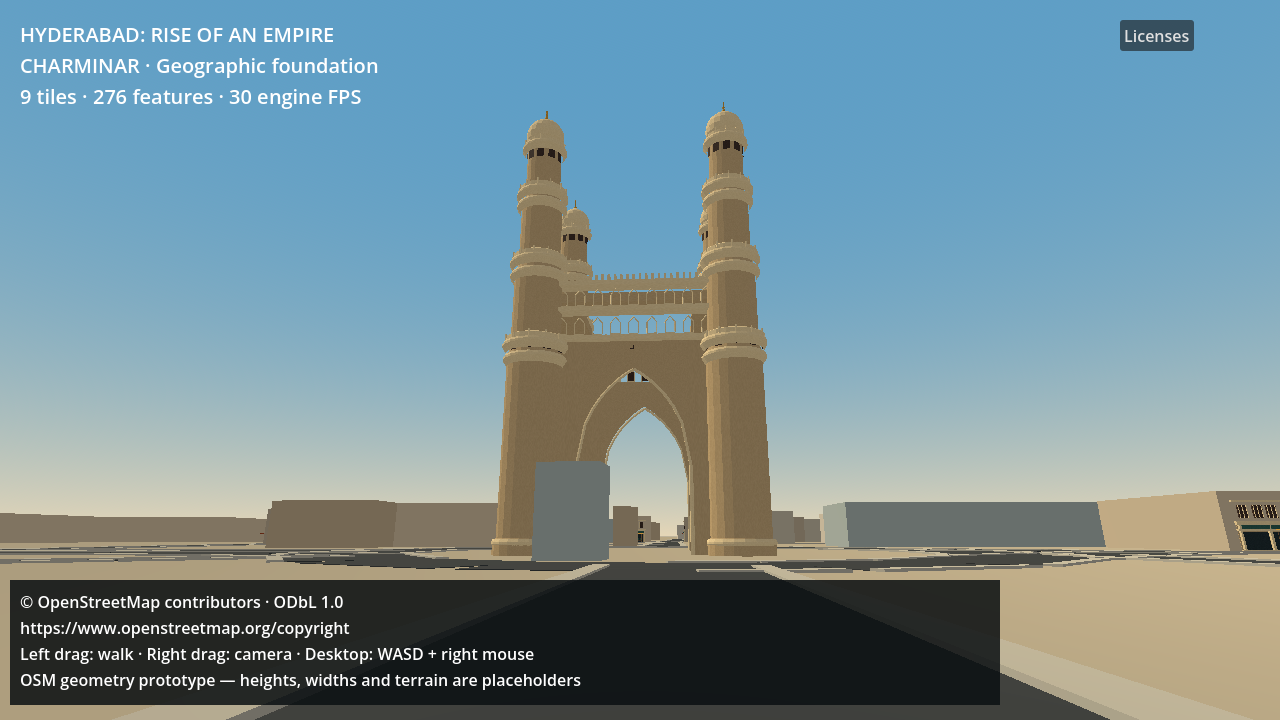 HYDERABAD: RISE OF AN EMPIRE
CHARMINAR · Geographic foundation
9 tiles · 276 features · 30 engine FPS
Licenses
© OpenStreetMap contributors · ODbL 1.0
https://www.openstreetmap.org/copyright
Left drag: walk · Right drag: camera · Desktop: WASD + right mouse
OSM geometry prototype — heights, widths and terrain are placeholders